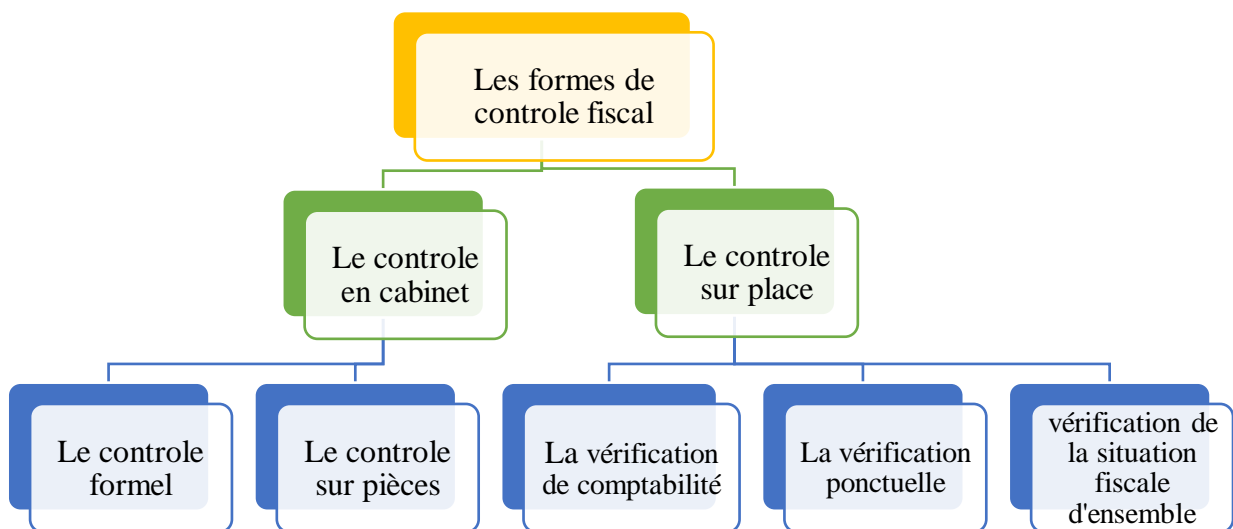 Les formes de
controle fiscal
Le controle
en cabinet
Le controle
sur place
Le controle
formel
Le controle
sur pièces
La vérification
de comptabilité
La vérification
ponctuelle
vérification de
la situation
fiscale
d'ensemble